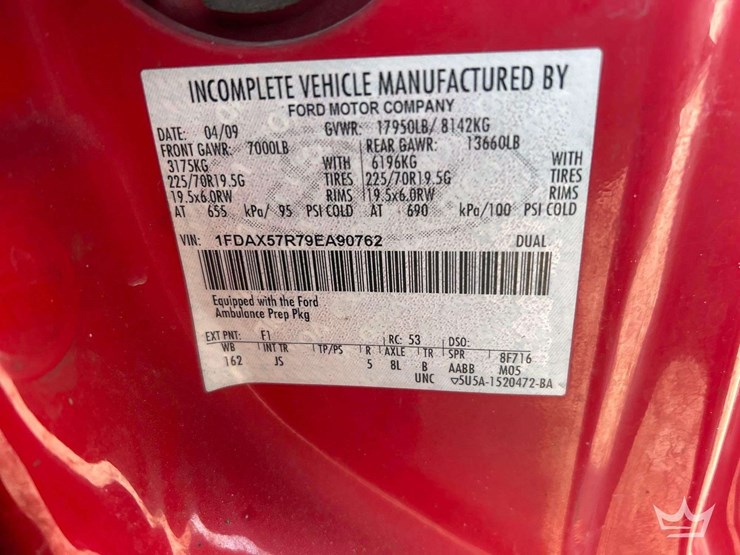 INCOMPLETE VEHICLE MANUFACTURED BY
FORD MOTOR COMPANY
DATE: 04/09 GVWR: 17950LB/ 8142KG
FRONT GAWR: 7000LB REAR GAWR: 13660LB
3175KG WITH 6196KG WITH
225/70R19.5G TIRES 225/70R19.5G TIRES
19.5x6.0RW RIMS 19.5x6.0RW RIMS
AT 655 kPa/ 95 PSI COLD AT 690 kPa/100 PSI COLD
VIN: 1FDAX57R79EA90762 DUAL
Equipped with the Ford
Ambulance Prep Pkg
EXT PNT: F1 RC: 53 DSO:
WB INT TR TP/PS R AXLE TR SPR 8F716
162 JS 5 8L B AABB M05
UNC ▽5U5A-1520472-BA